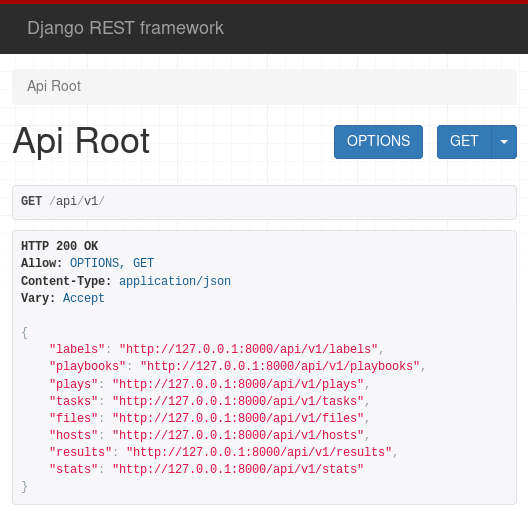 Django REST framework
Api Root
Api Root
OPTIONS
GET
GET /api/v1/
HTTP 200 OK
Allow: OPTIONS, GET
Content-Type: application/json
Vary: Accept
{
    "labels": "http://127.0.0.1:8000/api/v1/labels",
    "playbooks": "http://127.0.0.1:8000/api/v1/playbooks",
    "plays": "http://127.0.0.1:8000/api/v1/plays",
    "tasks": "http://127.0.0.1:8000/api/v1/tasks",
    "files": "http://127.0.0.1:8000/api/v1/files",
    "hosts": "http://127.0.0.1:8000/api/v1/hosts",
    "results": "http://127.0.0.1:8000/api/v1/results",
    "stats": "http://127.0.0.1:8000/api/v1/stats"
}